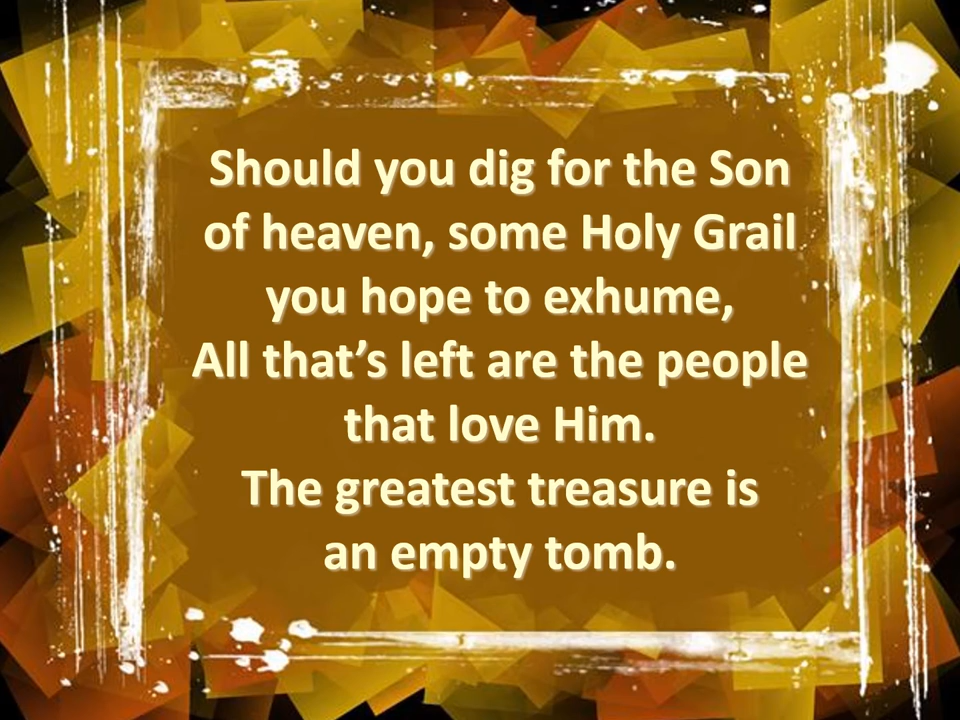 Should you dig for the Son
of heaven, some Holy Grail
you hope to exhume,
All that’s left are the people
that love Him.
The greatest treasure is
an empty tomb.